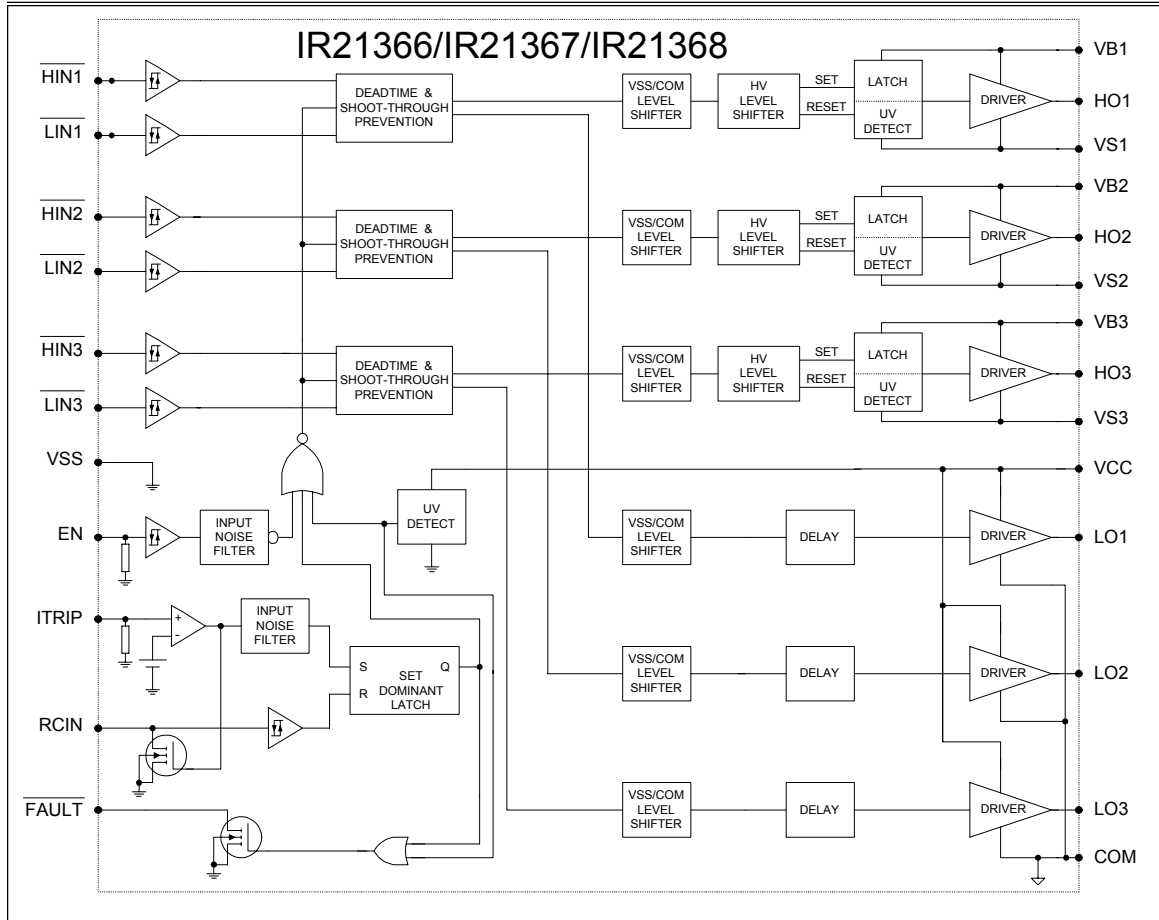 IR21366/IR21367/IR21368
HIN1
LIN1
DEADTIME &
SHOOT-THROUGH
PREVENTION
VSS/COM
LEVEL
SHIFTER
HV
LEVEL
SHIFTER
SET
RESET
LATCH
UV
DETECT
DRIVER
VB1
HO1
VS1
HIN2
LIN2
DEADTIME &
SHOOT-THROUGH
PREVENTION
VSS/COM
LEVEL
SHIFTER
HV
LEVEL
SHIFTER
SET
RESET
LATCH
UV
DETECT
DRIVER
VB2
HO2
VS2
HIN3
LIN3
DEADTIME &
SHOOT-THROUGH
PREVENTION
VSS/COM
LEVEL
SHIFTER
HV
LEVEL
SHIFTER
SET
RESET
LATCH
UV
DETECT
DRIVER
VB3
HO3
VS3
VSS
VCC
EN
INPUT
NOISE
FILTER
UV
DETECT
VSS/COM
LEVEL
SHIFTER
DELAY
DRIVER
LO1
ITRIP
+
-
INPUT
NOISE
FILTER
S
R
Q
SET
DOMINANT
LATCH
VSS/COM
LEVEL
SHIFTER
DELAY
DRIVER
LO2
RCIN
FAULT
VSS/COM
LEVEL
SHIFTER
DELAY
DRIVER
LO3
COM